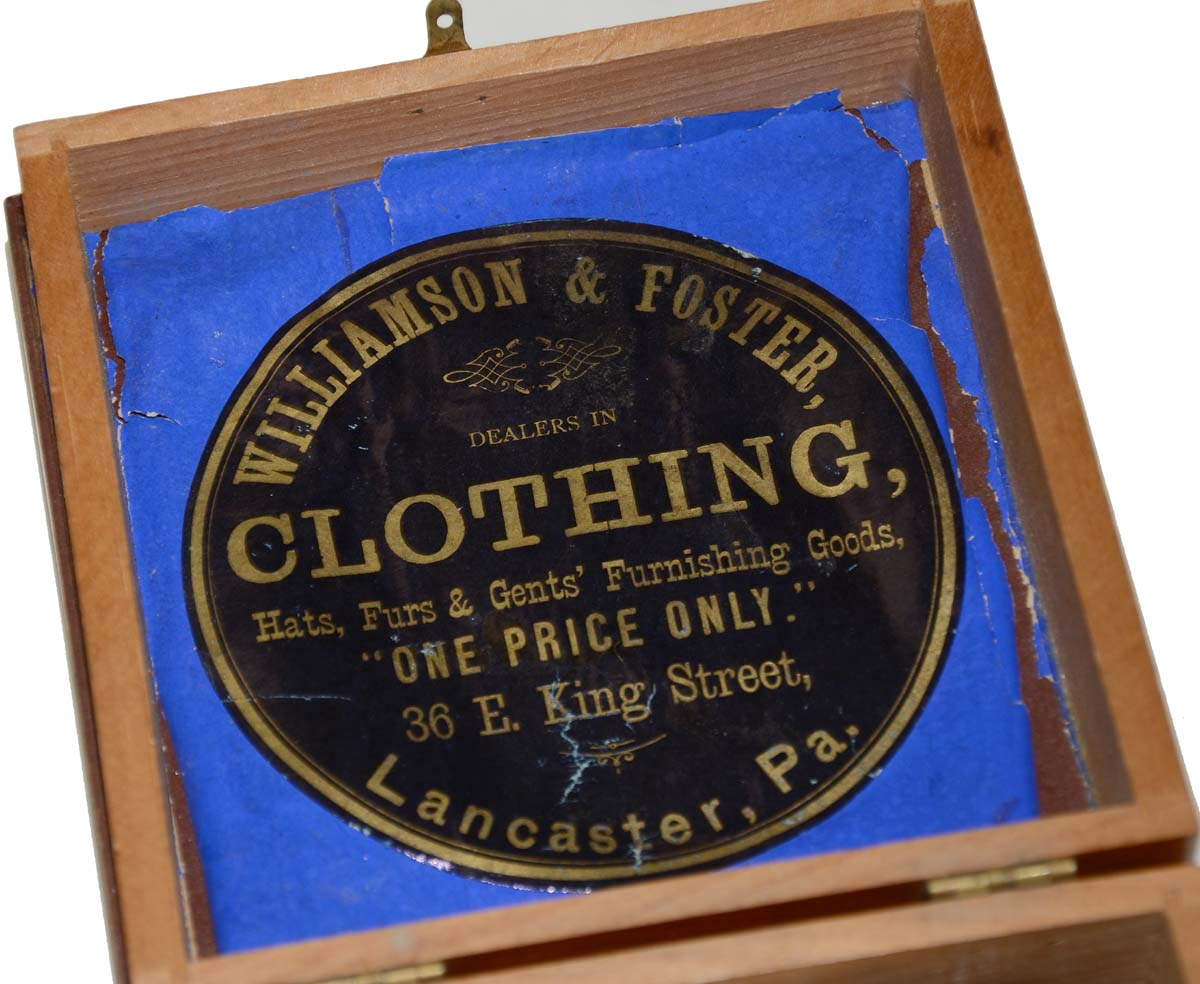 WILLIAMSON & FOSTER,
DEALERS IN
CLOTHING,
Hats, Furs & Gents' Furnishing Goods,
"ONE PRICE ONLY."
36 E. King Street,
Lancaster, Pa.